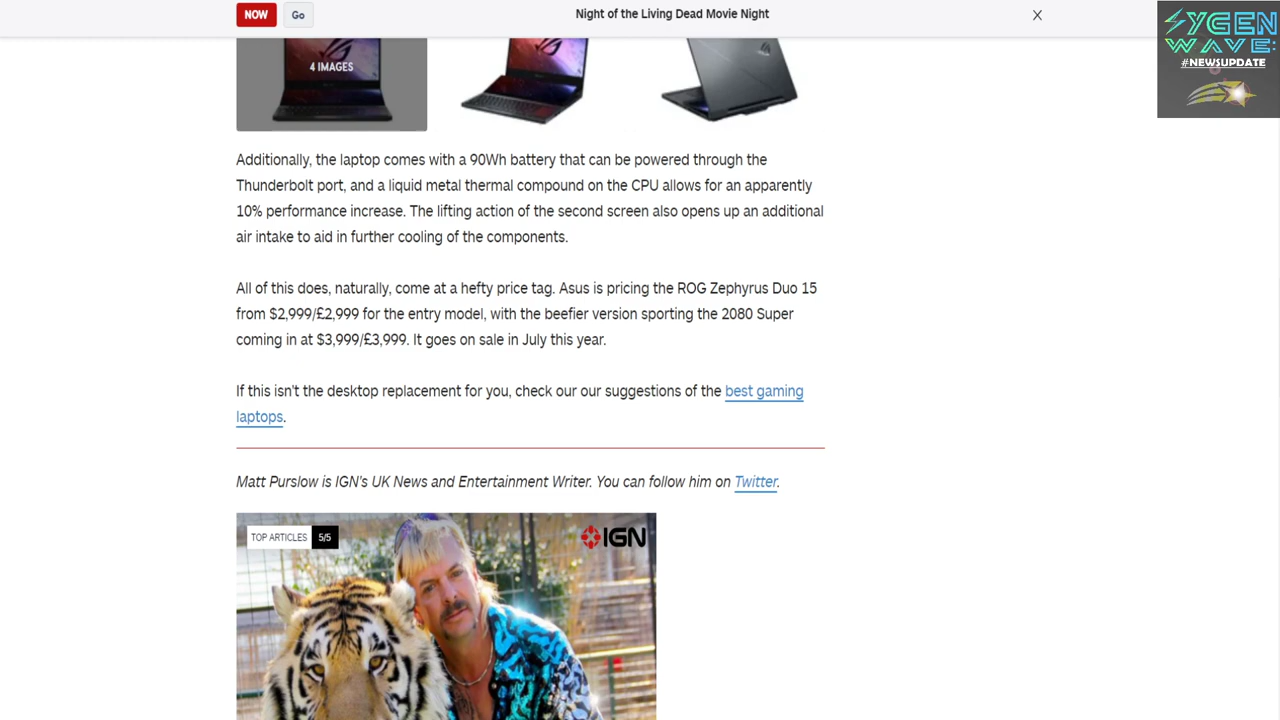 NOW Go Night of the Living Dead Movie Night X
SYGEN
WAVE:
#NEWSUPDATE
4 IMAGES
Additionally, the laptop comes with a 90Wh battery that can be powered through the
Thunderbolt port, and a liquid metal thermal compound on the CPU allows for an apparently
10% performance increase. The lifting action of the second screen also opens up an additional
air intake to aid in further cooling of the components.
All of this does, naturally, come at a hefty price tag. Asus is pricing the ROG Zephyrus Duo 15
from $2,999/£2,999 for the entry model, with the beefier version sporting the 2080 Super
coming in at $3,999/£3,999. It goes on sale in July this year.
If this isn't the desktop replacement for you, check our our suggestions of the best gaming
laptops.
Matt Purslow is IGN's UK News and Entertainment Writer. You can follow him on Twitter.
TOP ARTICLES 5/5
IGN